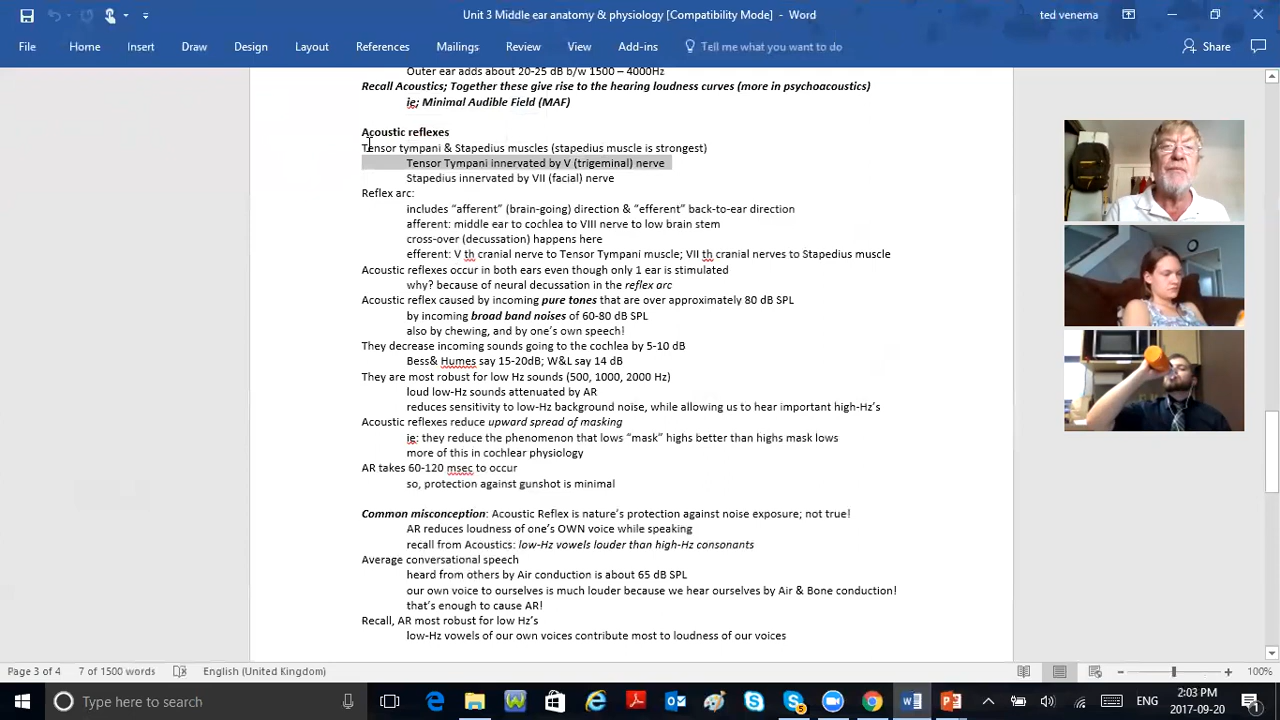 Unit 3 Middle ear anatomy & physiology [Compatibility Mode] - Word
ted venema
File Home Insert Draw Design Layout References Mailings Review View Add-ins Tell me what you want to do Share
Outer ear adds about 20-25 dB b/w 1500 – 4000Hz
Recall Acoustics; Together these give rise to the hearing loudness curves (more in psychoacoustics)
ie; Minimal Audible Field (MAF)
Acoustic reflexes
Tensor tympani & Stapedius muscles (stapedius muscle is strongest)
Tensor Tympani innervated by V (trigeminal) nerve
Stapedius innervated by VII (facial) nerve
Reflex arc:
includes “afferent” (brain-going) direction & “efferent” back-to-ear direction
afferent: middle ear to cochlea to VIII nerve to low brain stem
cross-over (decussation) happens here
efferent: V th cranial nerve to Tensor Tympani muscle; VII th cranial nerves to Stapedius muscle
Acoustic reflexes occur in both ears even though only 1 ear is stimulated
why? because of neural decussation in the reflex arc
Acoustic reflex caused by incoming pure tones that are over approximately 80 dB SPL
by incoming broad band noises of 60-80 dB SPL
also by chewing, and by one’s own speech!
They decrease incoming sounds going to the cochlea by 5-10 dB
Bess& Humes say 15-20dB; W&L say 14 dB
They are most robust for low Hz sounds (500, 1000, 2000 Hz)
loud low-Hz sounds attenuated by AR
reduces sensitivity to low-Hz background noise, while allowing us to hear important high-Hz’s
Acoustic reflexes reduce upward spread of masking
ie: they reduce the phenomenon that lows “mask” highs better than highs mask lows
more of this in cochlear physiology
AR takes 60-120 msec to occur
so, protection against gunshot is minimal
Common misconception: Acoustic Reflex is nature’s protection against noise exposure; not true!
AR reduces loudness of one’s OWN voice while speaking
recall from Acoustics: low-Hz vowels louder than high-Hz consonants
Average conversational speech
heard from others by Air conduction is about 65 dB SPL
our own voice to ourselves is much louder because we hear ourselves by Air & Bone conduction!
that’s enough to cause AR!
Recall, AR most robust for low Hz’s
low-Hz vowels of our own voices contribute most to loudness of our voices
Page 3 of 4 7 of 1500 words English (United Kingdom) 100%
Type here to search
5
ENG
2:03 PM
2017-09-20
1